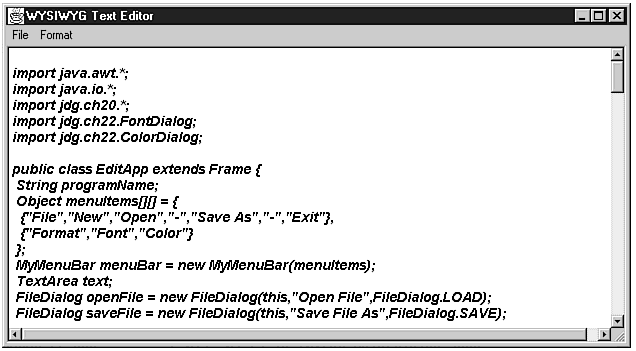 WYSIWYG Text Editor
File Format
import java.awt.*;
import java.io.*;
import jdg.ch20.*;
import jdg.ch22.FontDialog;
import jdg.ch22.ColorDialog;
public class EditApp extends Frame {
String programName;
Object menuItems[][] = {
{"File","New","Open","-","Save As","-","Exit"},
{"Format","Font","Color"}
};
MyMenuBar menuBar = new MyMenuBar(menuItems);
TextArea text;
FileDialog openFile = new FileDialog(this,"Open File",FileDialog.LOAD);
FileDialog saveFile = new FileDialog(this,"Save File As",FileDialog.SAVE);